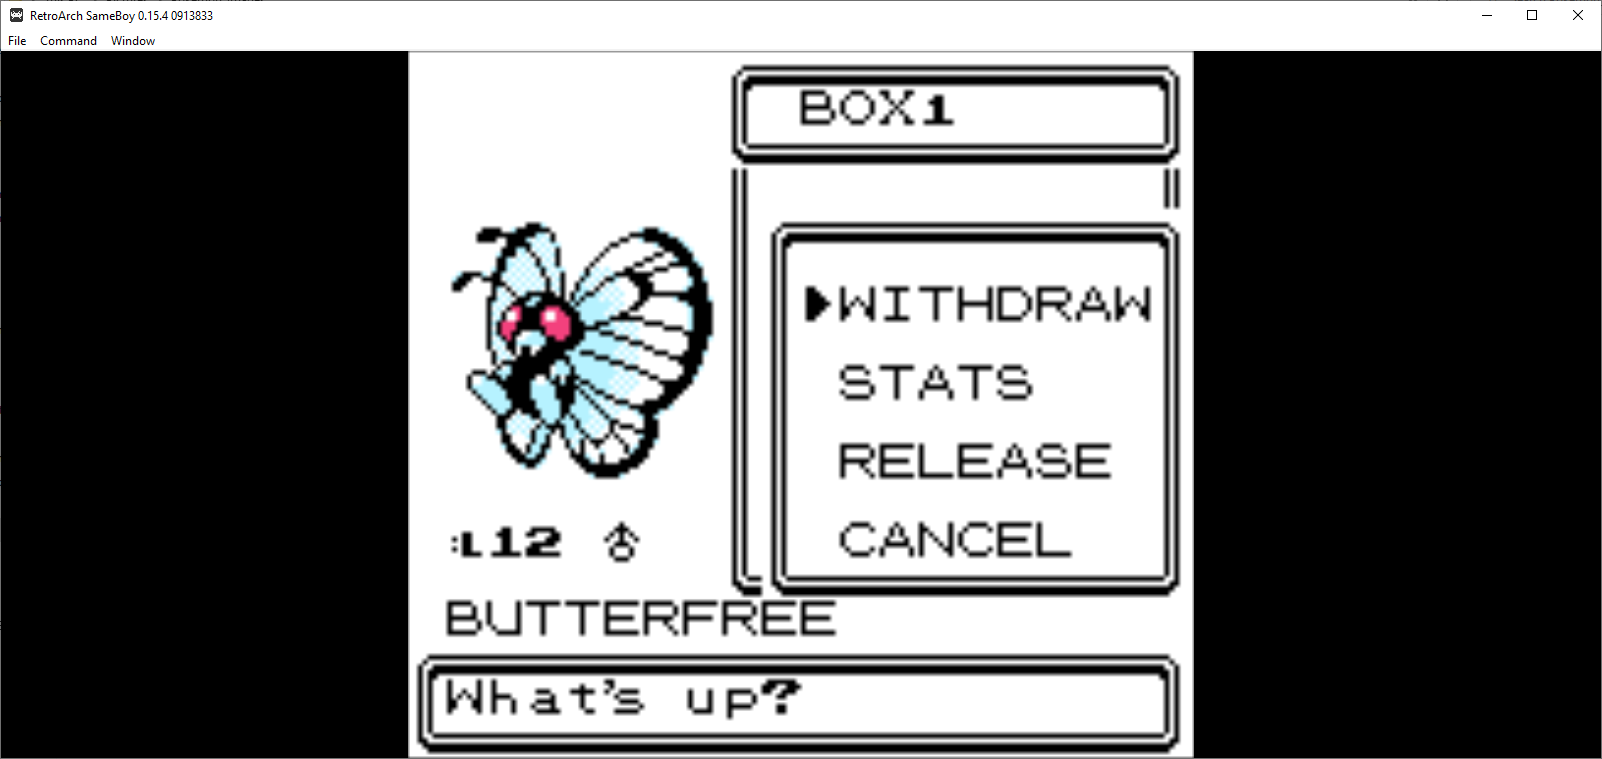 RetroArch SameBoy 0.15.4 0913833
File Command Window
BOX1
WITHDRAW
STATS
RELEASE
CANCEL
:L12 ♂
BUTTERFREE
What's up?